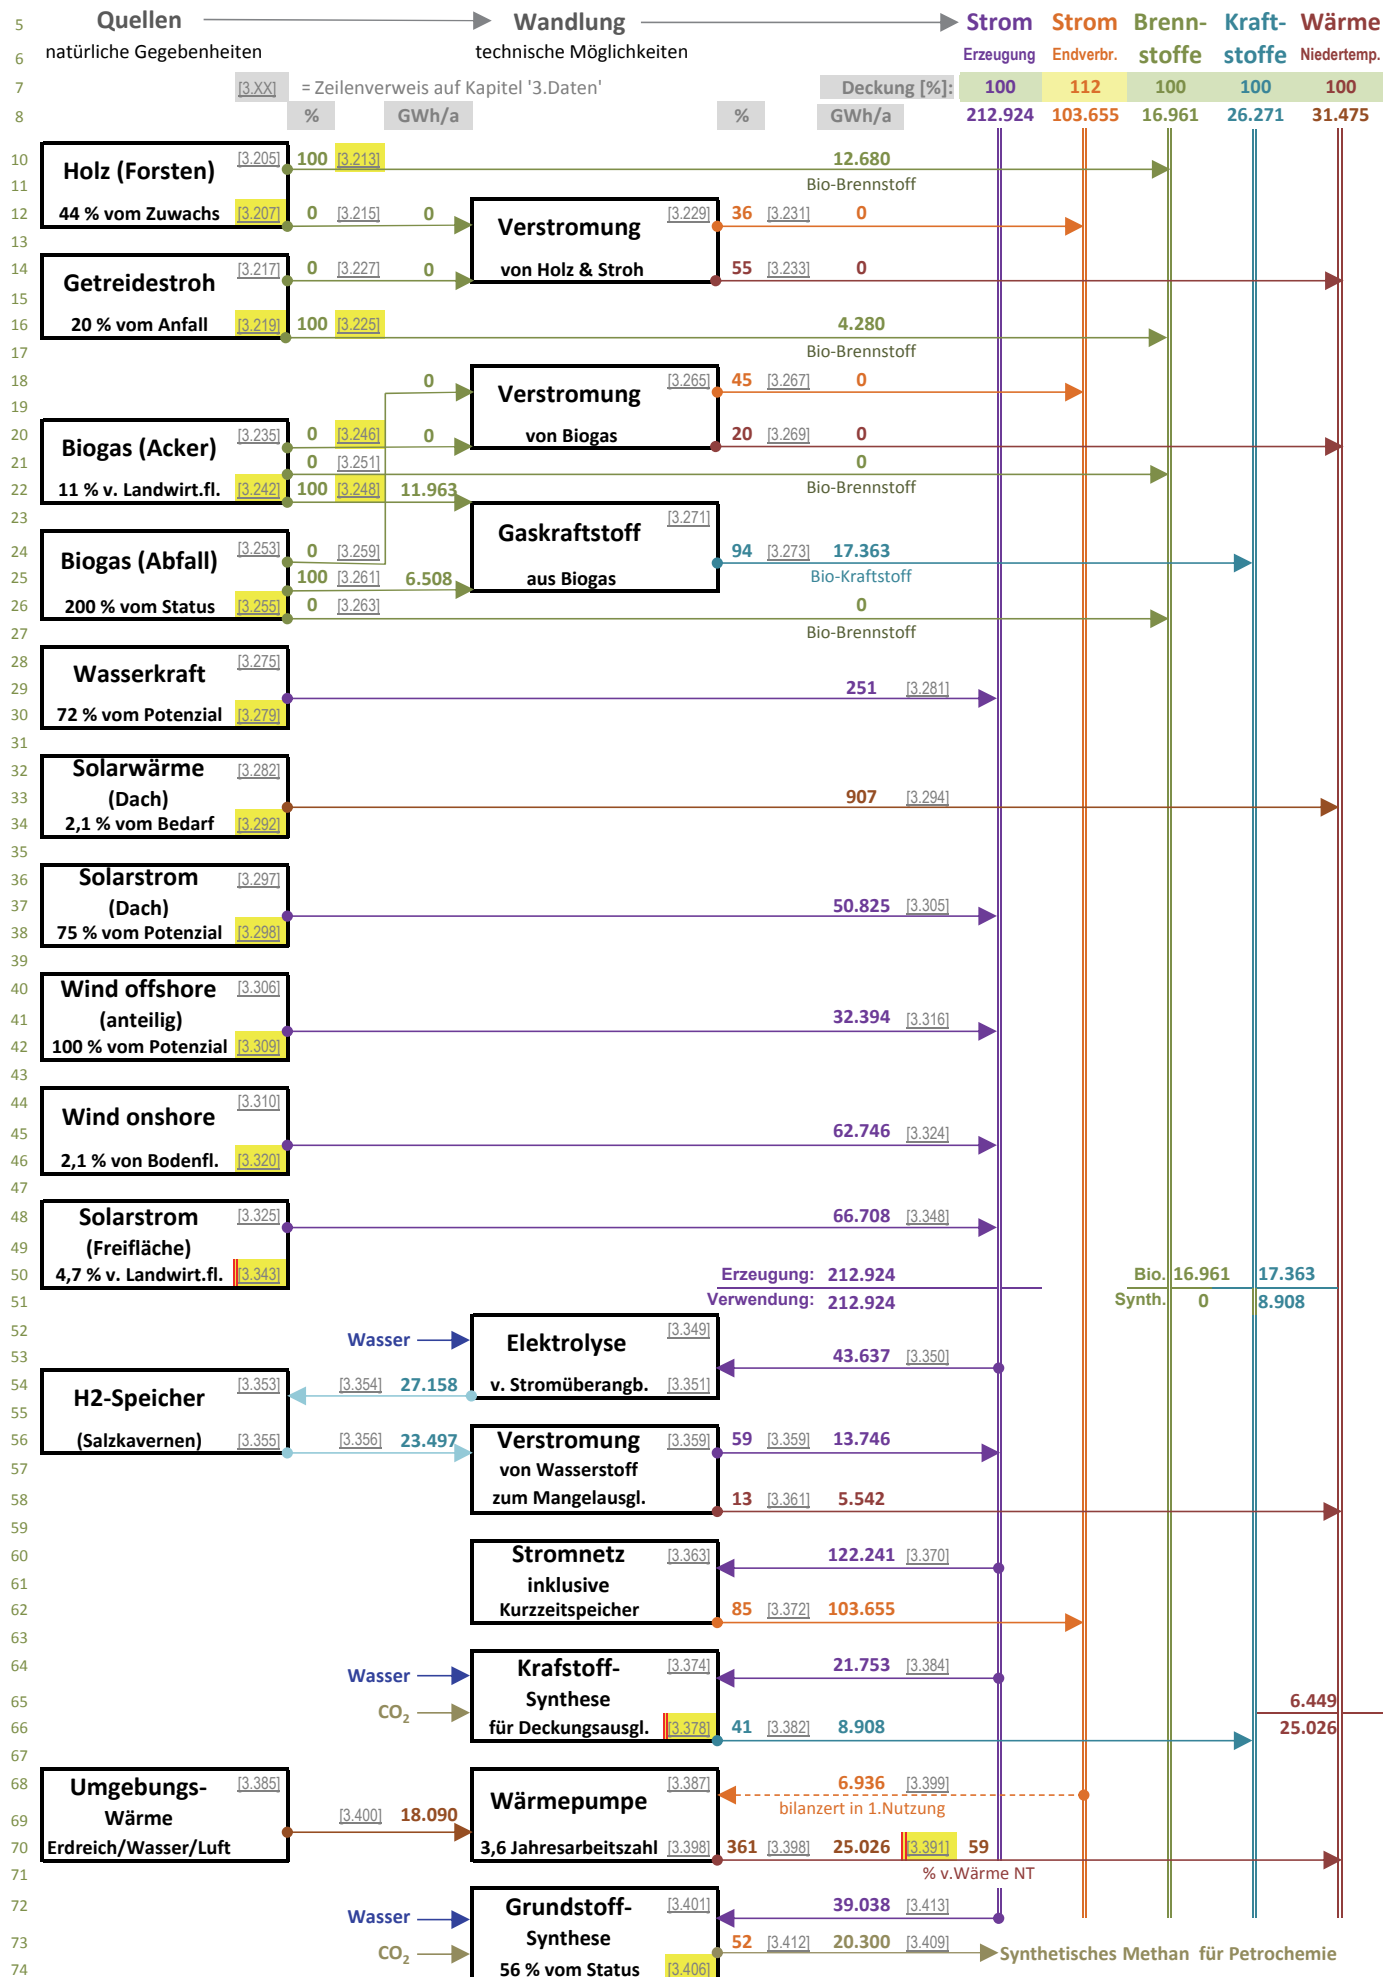 5 Quellen Wandlung Strom Strom Brenn- Kraft- Wärme
6 natürliche Gegebenheiten technische Möglichkeiten Erzeugung Endverbr. stoffe stoffe Niedertemp.
7 [3.XX] = Zeilenverweis auf Kapitel '3.Daten' Deckung [%]: 100 112 100 100 100
8 % GWh/a % GWh/a 212.924 103.655 16.961 26.271 31.475
10 Holz (Forsten) [3.205] 100 [3.213] 12.680
11 Bio-Brennstoff
12 44 % vom Zuwachs [3.207] 0 [3.215] 0 Verstromung [3.229] 36 [3.231] 0
13
14 Getreidestroh [3.217] 0 [3.227] 0 von Holz & Stroh 55 [3.233] 0
15
16 20 % vom Anfall [3.219] 100 [3.225] 4.280
17 Bio-Brennstoff
18 0 Verstromung [3.265] 45 [3.267] 0
19
20 Biogas (Acker) [3.235] 0 [3.246] 0 von Biogas 20 [3.269] 0
21 0 [3.251] 0
22 11 % v. Landwirt.fl. [3.242] 100 [3.248] 11.963 Bio-Brennstoff
23 Gaskraftstoff [3.271]
24 Biogas (Abfall) [3.253] 0 [3.259] 94 [3.273] 17.363
25 100 [3.261] 6.508 aus Biogas Bio-Kraftstoff
26 200 % vom Status [3.255] 0 [3.263] 0
27 Bio-Brennstoff
28 Wasserkraft [3.275]
29 251 [3.281]
30 72 % vom Potenzial [3.279]
31
32 Solarwärme [3.282]
33 (Dach) 907 [3.294]
34 2,1 % vom Bedarf [3.292]
35
36 Solarstrom [3.297]
37 (Dach) 50.825 [3.305]
38 75 % vom Potenzial [3.298]
39
40 Wind offshore [3.306]
41 (anteilig) 32.394 [3.316]
42 100 % vom Potenzial [3.309]
43
44 Wind onshore [3.310]
45 62.746 [3.324]
46 2,1 % von Bodenfl. [3.320]
47
48 Solarstrom [3.325] 66.708 [3.348]
49 (Freifläche)
50 4,7 % v. Landwirt.fl. [3.343] Erzeugung: 212.924 Bio. 16.961 17.363
51 Verwendung: 212.924 Synth. 0 8.908
52 Wasser Elektrolyse [3.349]
53 43.637 [3.350]
54 H2-Speicher [3.353] [3.354] 27.158 v. Stromüberangb. [3.351]
55
56 (Salzkavernen) [3.355] [3.356] 23.497 Verstromung [3.359] 59 [3.359] 13.746
57 von Wasserstoff
58 zum Mangelausgl. 13 [3.361] 5.542
59
60 Stromnetz [3.363] 122.241 [3.370]
61 inklusive
62 Kurzzeitspeicher 85 [3.372] 103.655
63
64 Wasser Krafstoff- [3.374] 21.753 [3.384]
65 CO2 Synthese 6.449
66 für Deckungsausgl. [3.378] 41 [3.382] 8.908 25.026
67
68 Umgebungs- [3.385] Wärmepumpe [3.387] 6.936 [3.399]
69 Wärme [3.400] 18.090 bilanzert in 1.Nutzung
70 Erdreich/Wasser/Luft 3,6 Jahresarbeitszahl [3.398] 361 [3.398] 25.026 [3.391] 59
71 % v.Wärme NT
72 Wasser Grundstoff- [3.401] 39.038 [3.413]
73 CO2 Synthese 52 [3.412] 20.300 [3.409] Synthetisches Methan für Petrochemie
74 56 % vom Status [3.406]